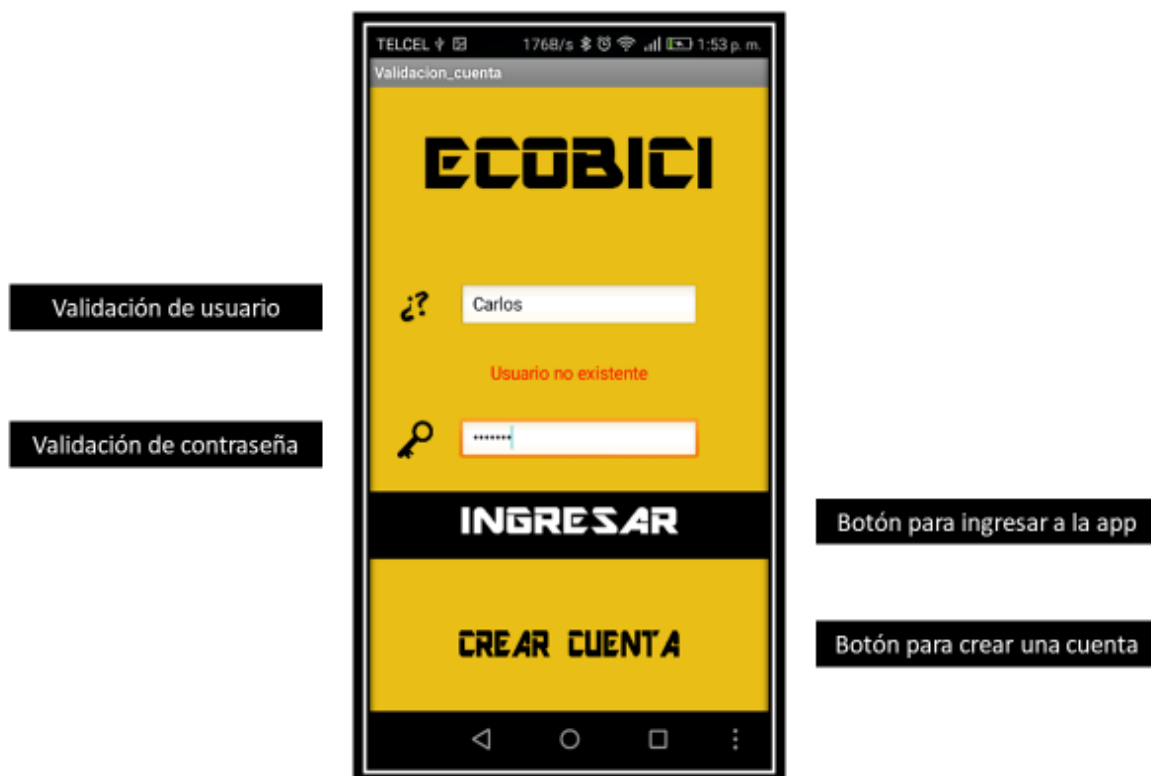 TELCEL 176B/s 1:53 p. m.
Validacion_cuenta
ECOBICI
Validación de usuario
¿?
Carlos
Usuario no existente
Validación de contraseña
•••••••
INGRESAR
Botón para ingresar a la app
CREAR CUENTA
Botón para crear una cuenta